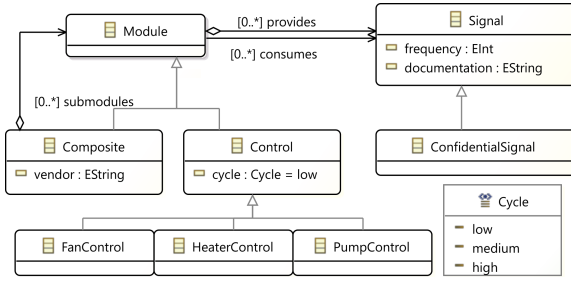 Module
[0..*] provides
[0..*] consumes
Signal
frequency : EInt
documentation : EString
[0..*] submodules
Composite
vendor : EString
Control
cycle : Cycle = low
ConfidentialSignal
FanControl
HeaterControl
PumpControl
Cycle
low
medium
high